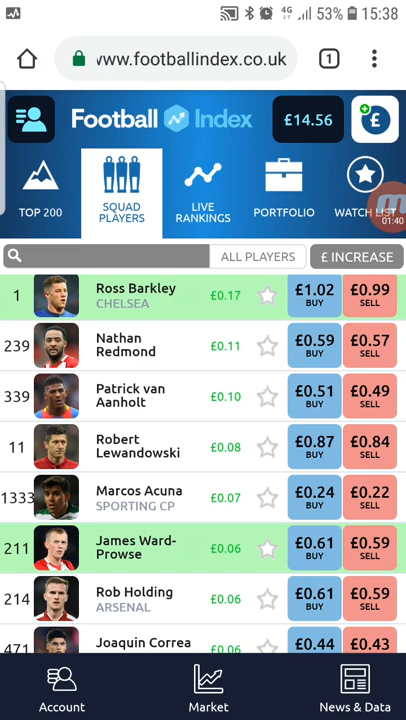 4G 53% 15:38
ww.footballindex.co.uk 1
Football Index £14.56 £
TOP 200
SQUAD PLAYERS
LIVE RANKINGS
PORTFOLIO
WATCH LIST
01:40
ALL PLAYERS £ INCREASE
1 Ross Barkley CHELSEA £0.17 £1.02 BUY £0.99 SELL
239 Nathan Redmond £0.11 £0.59 BUY £0.57 SELL
339 Patrick van Aanholt £0.10 £0.51 BUY £0.49 SELL
11 Robert Lewandowski £0.08 £0.87 BUY £0.84 SELL
1333 Marcos Acuna SPORTING CP £0.07 £0.24 BUY £0.22 SELL
211 James Ward-Prowse £0.06 £0.61 BUY £0.59 SELL
214 Rob Holding ARSENAL £0.06 £0.61 BUY £0.59 SELL
471 Joaquin Correa £0.06 £0.44 BUY £0.43 SELL
Account Market News & Data